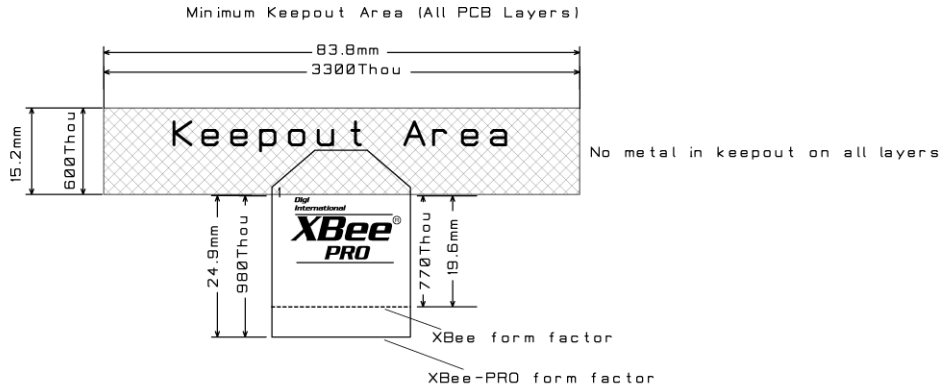 Minimum Keepout Area (All PCB Layers)
83.8mm
3300Thou
Keepout Area
15.2mm
600Thou
No metal in keepout on all layers
1
Digi
International
XBee®
PRO
24.9mm
980Thou
770Thou
19.6mm
XBee form factor
XBee-PRO form factor